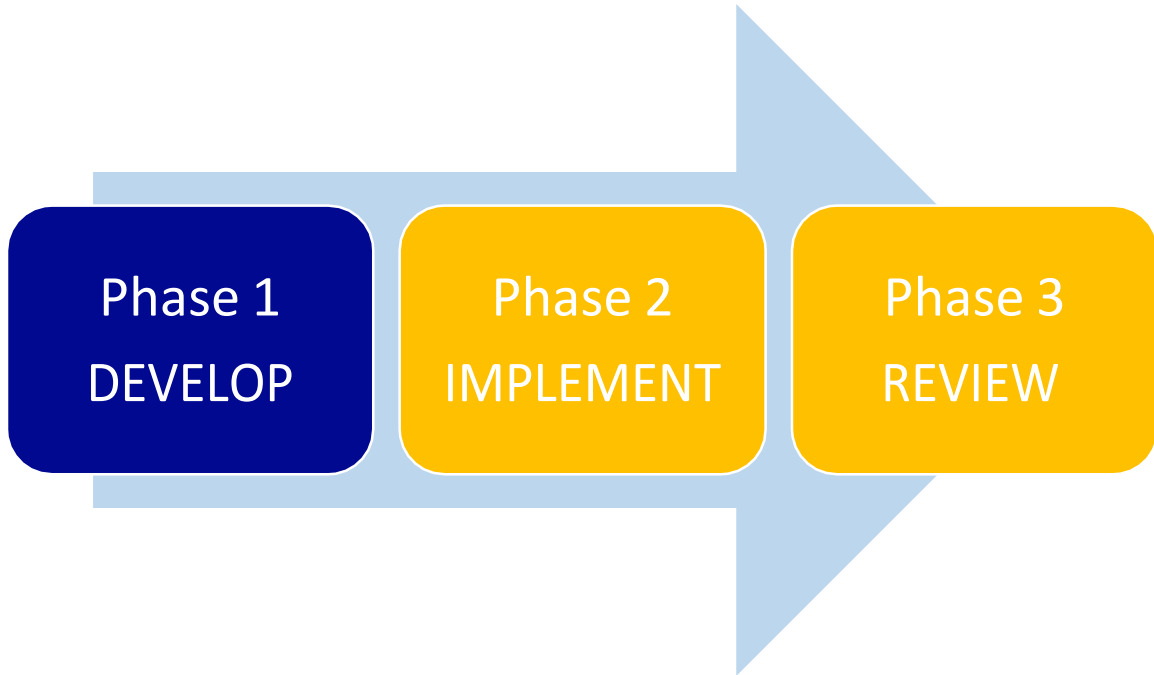 Phase 1
DEVELOP
Phase 2
IMPLEMENT
Phase 3
REVIEW